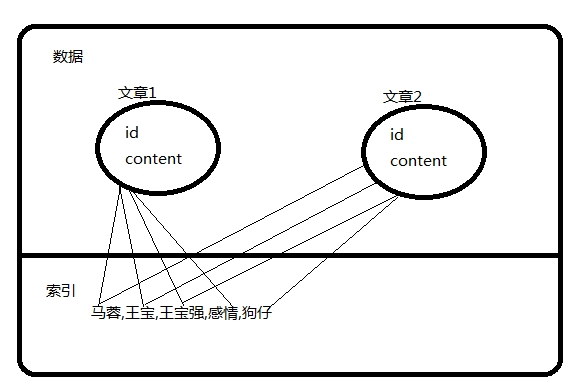 数据
文章1
文章2
id
content
id
content
索引
马蓉,王宝,王宝强,感情,狗仔